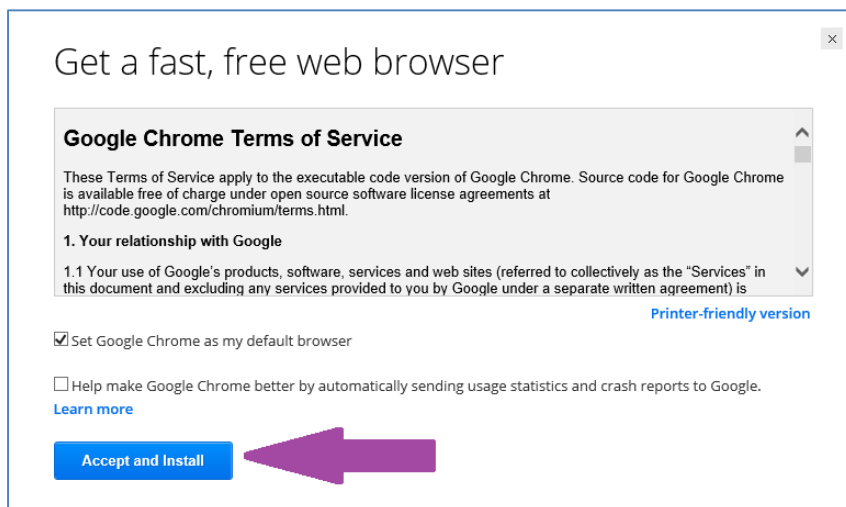 Get a fast, free web browser
Google Chrome Terms of Service
These Terms of Service apply to the executable code version of Google Chrome. Source code for Google Chrome
is available free of charge under open source software license agreements at
http://code.google.com/chromium/terms.html.
1. Your relationship with Google
1.1 Your use of Google’s products, software, services and web sites (referred to collectively as the “Services” in
this document and excluding any services provided to you by Google under a separate written agreement) is
Printer-friendly version
Set Google Chrome as my default browser
Help make Google Chrome better by automatically sending usage statistics and crash reports to Google.
Learn more
Accept and Install